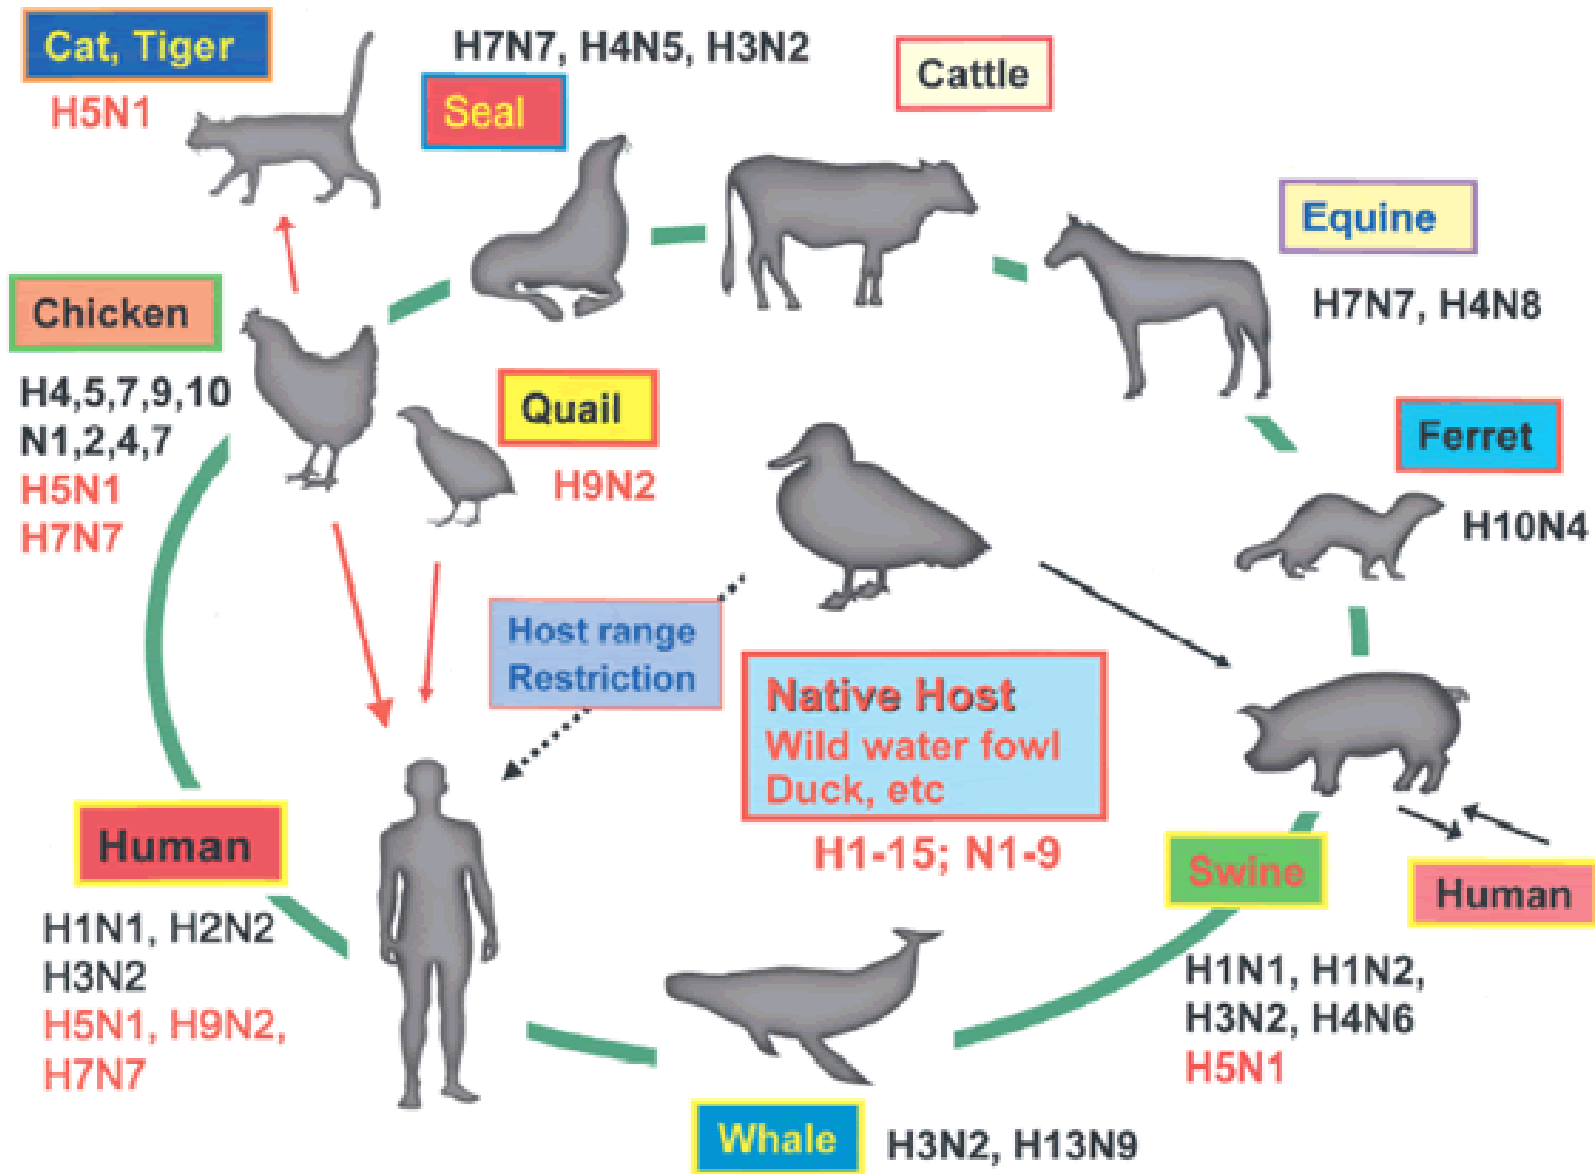 Cat, Tiger
H5N1
H7N7, H4N5, H3N2
Seal
Cattle
Equine
H7N7, H4N8
Chicken
H4,5,7,9,10
N1,2,4,7
H5N1
H7N7
Quail
H9N2
Ferret
H10N4
Host range
Restriction
Native Host
Wild water fowl
Duck, etc
H1-15; N1-9
Human
H1N1, H2N2
H3N2
H5N1, H9N2,
H7N7
Swine
Human
H1N1, H1N2,
H3N2, H4N6
H5N1
Whale
H3N2, H13N9